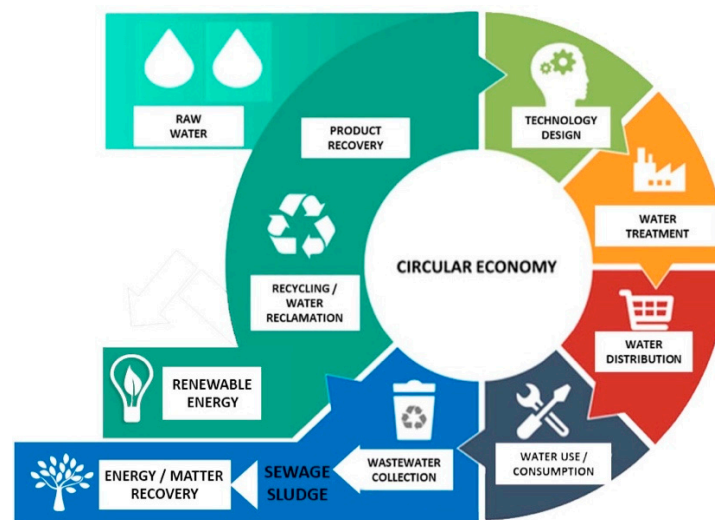 RAW
WATER
PRODUCT
RECOVERY
TECHNOLOGY
DESIGN
WATER
TREATMENT
CIRCULAR ECONOMY
RECYCLING /
WATER
RECLAMATION
WATER
DISTRIBUTION
RENEWABLE
ENERGY
WATER USE /
CONSUMPTION
WASTEWATER
COLLECTION
SEWAGE
SLUDGE
ENERGY / MATTER
RECOVERY